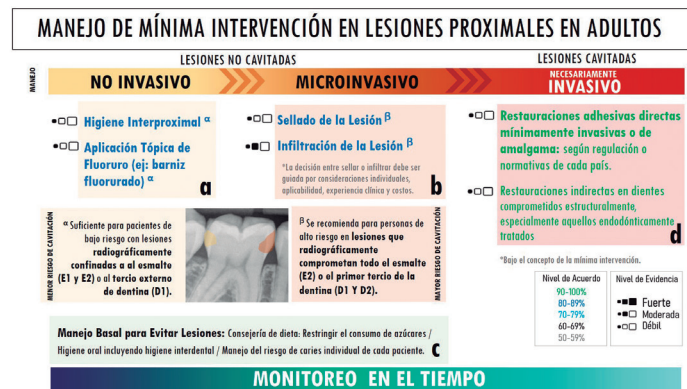 MANEJO DE MÍNIMA INTERVENCIÓN EN LESIONES PROXIMALES EN ADULTOS
LESIONES NO CAVITADAS
LESIONES CAVITADAS
MANEJO
NO INVASIVO
MICROINVASIVO
NECESARIAMENTE
INVASIVO
Higiene Interproximal α
Aplicación Tópica de
Fluoruro (ej: barniz
fluorurado) α
a
Sellado de la Lesión β
Infiltración de la Lesión β
*La decisión entre sellar o infiltrar debe ser
guiada por consideraciones individuales,
aplicabilidad, experiencia clínica y costos.
b
Restauraciones adhesivas directas
mínimamente invasivas o de
amalgama: según regulación o
normativas de cada país.
Restauraciones indirectas en dientes
comprometidos estructuralmente,
especialmente aquellos endodónticamente
tratados
d
*Bajo el concepto de la mínima intervención.
MENOR RIESGO DE CAVITACIÓN
α Suficiente para pacientes de
bajo riesgo con lesiones
radiográficamente
confinadas a al esmalte
(E1 y E2) o al tercio externo
de dentina (D1).
β Se recomienda para personas de
alto riesgo en lesiones que
radiográficamente
comprometan todo el esmalte
(E2) o el primer tercio de la
dentina (D1 Y D2).
MAYOR RIESGO DE CAVITACIÓN
Nivel de Acuerdo
90-100%
80-89%
70-79%
60-69%
50-59%
Nivel de Evidencia
Fuerte
Moderada
Débil
Manejo Basal para Evitar Lesiones: Consejería de dieta: Restringir el consumo de azúcares /
Higiene oral incluyendo higiene interdental / Manejo del riesgo de caries individual de cada paciente.
c
MONITOREO EN EL TIEMPO